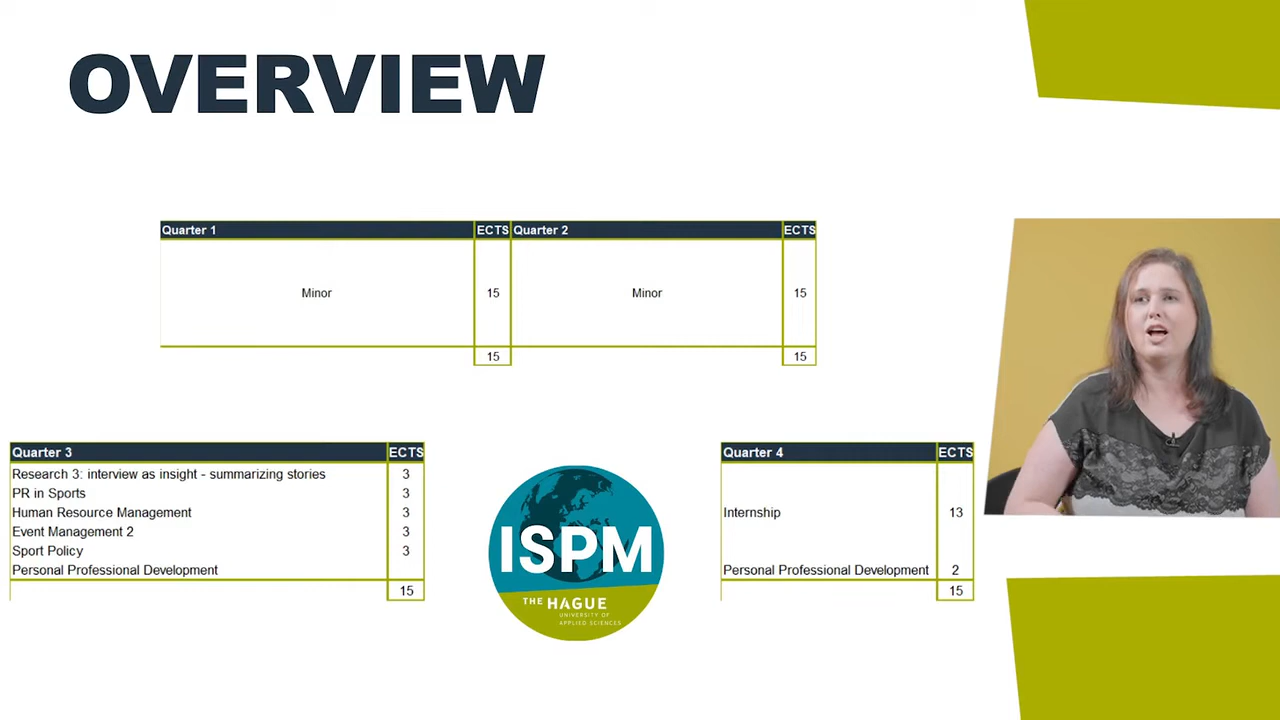 OVERVIEW
Quarter 1 ECTS Quarter 2 ECTS
Minor 15 Minor 15
15 15
Quarter 3 ECTS
Research 3: interview as insight - summarizing stories 3
PR in Sports 3
Human Resource Management 3
Event Management 2 3
Sport Policy 3
Personal Professional Development
15
ISPM
THE HAGUE
UNIVERSITY OF
APPLIED SCIENCES
Quarter 4 ECTS
Internship 13
Personal Professional Development 2
15